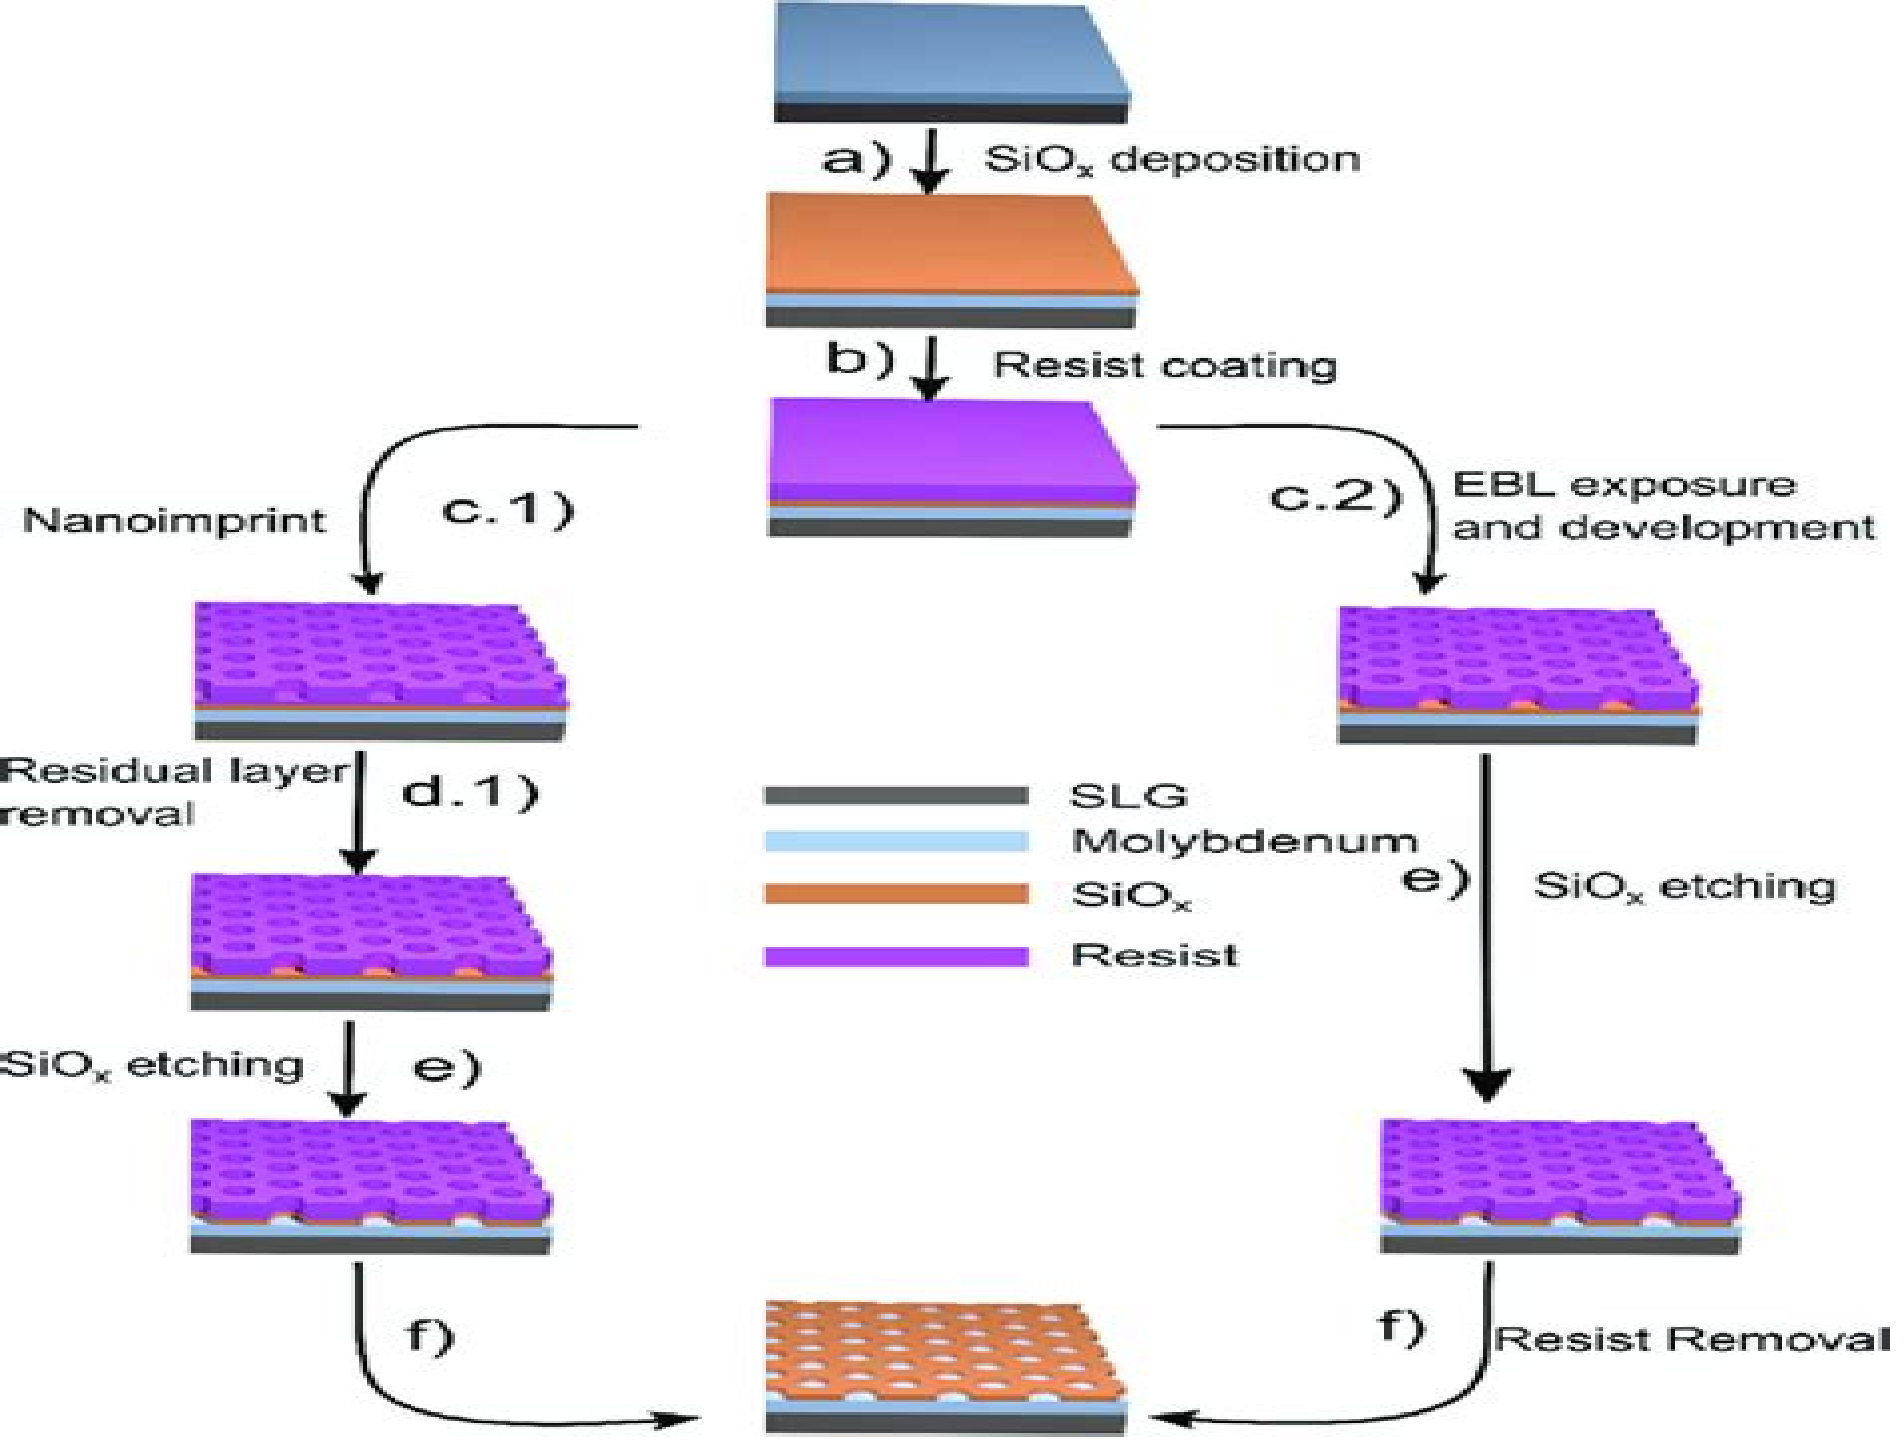 a) SiOₓ deposition
b) Resist coating
Nanoimprint
c.1)
c.2)
EBL exposure
and development
Residual layer
removal
d.1)
SLG
Molybdenum
SiOₓ
Resist
e)
SiOₓ etching
SiOₓ etching
e)
f)
f)
Resist Removal